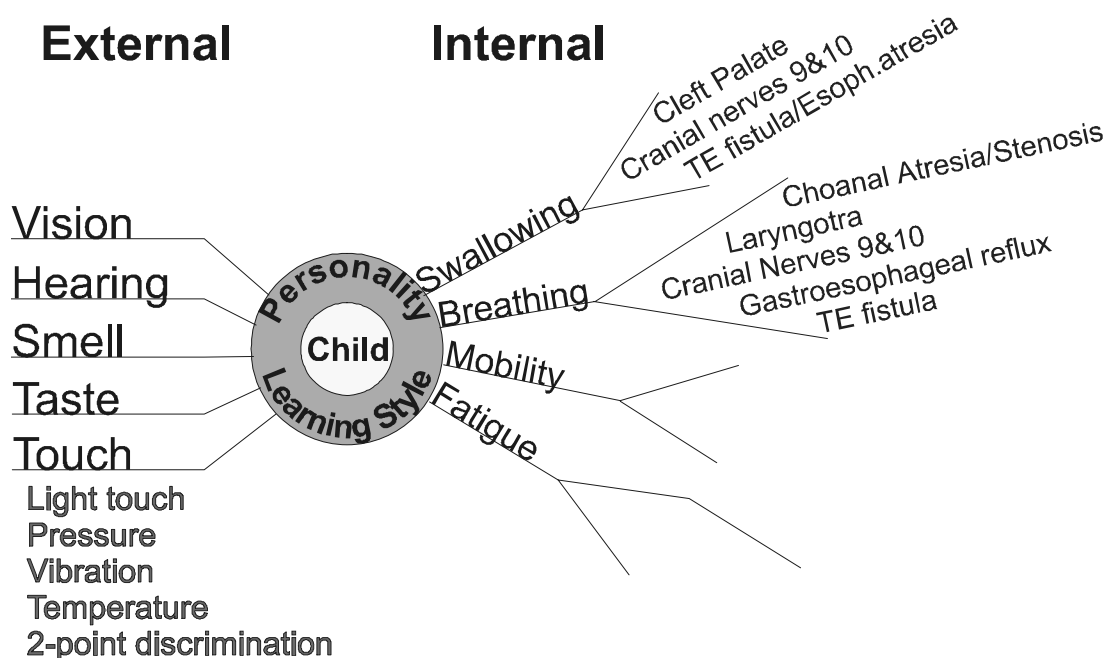 External
Internal
Vision
Hearing
Smell
Taste
Touch
Light touch
Pressure
Vibration
Temperature
2-point discrimination
Personality
Child
Learning Style
Swallowing
Cleft Palate
Cranial nerves 9&10
TE fistula/Esoph.atresia
Breathing
Choanal Atresia/Stenosis
Laryngotra
Cranial Nerves 9&10
Gastroesophageal reflux
TE fistula
Mobility
Fatigue